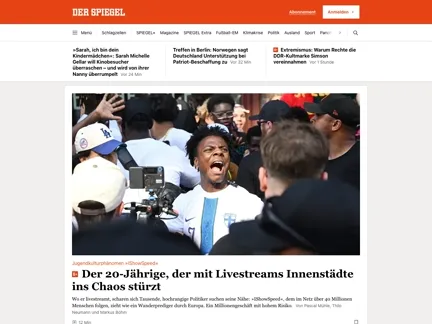 DER SPIEGEL
Abonnement
Anmelden
Menü Schlagzeilen SPIEGEL+ Magazine SPIEGEL Extra Fußball-EM Klimakrise Politik Ausland Sport
»Sarah, ich bin dein
Kindermädchen«: Sarah Michelle
Gellar will Kinobesucher
überraschen – und wird von ihrer
Nanny überrumpelt Vor 24 Min
Treffen in Berlin: Norwegen sagt
Deutschland Unterstützung bei
Patriot-Beschaffung zu Vor 32 Min
Extremismus: Warum Rechte die
DDR-Kultmarke Simson
vereinnahmen Vor 1 Stunde
Jugendkulturphänomen »IShowSpeed«
Der 20-Jährige, der mit Livestreams Innenstädte
ins Chaos stürzt
Wo er livestreamt, scharen sich Tausende, hochrangige Politiker suchen seine Nähe: »IShowSpeed«, dem im Netz über 40 Millionen
Menschen folgen, zieht wie ein Wanderprediger durch Europa. Ein Millionengeschäft mit hohem Risiko. Von Pascal Mühle, Thilo
Neumann und Markus Böhm
12 Min